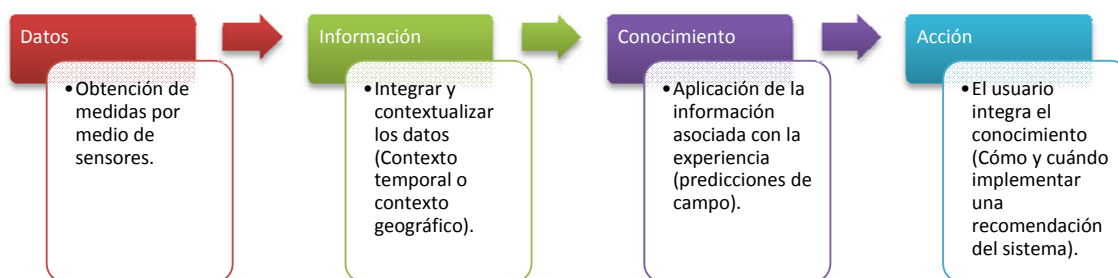 Datos
• Obtención de
medidas por
medio de
sensores.
Información
• Integrar y
contextualizar
los datos
(Contexto
temporal o
contexto
geográfico).
Conocimiento
• Aplicación de la
información
asociada con la
experiencia
(predicciones de
campo).
Acción
• El usuario
integra el
conocimiento
(Cómo y cuándo
implementar
una
recomendación
del sistema).